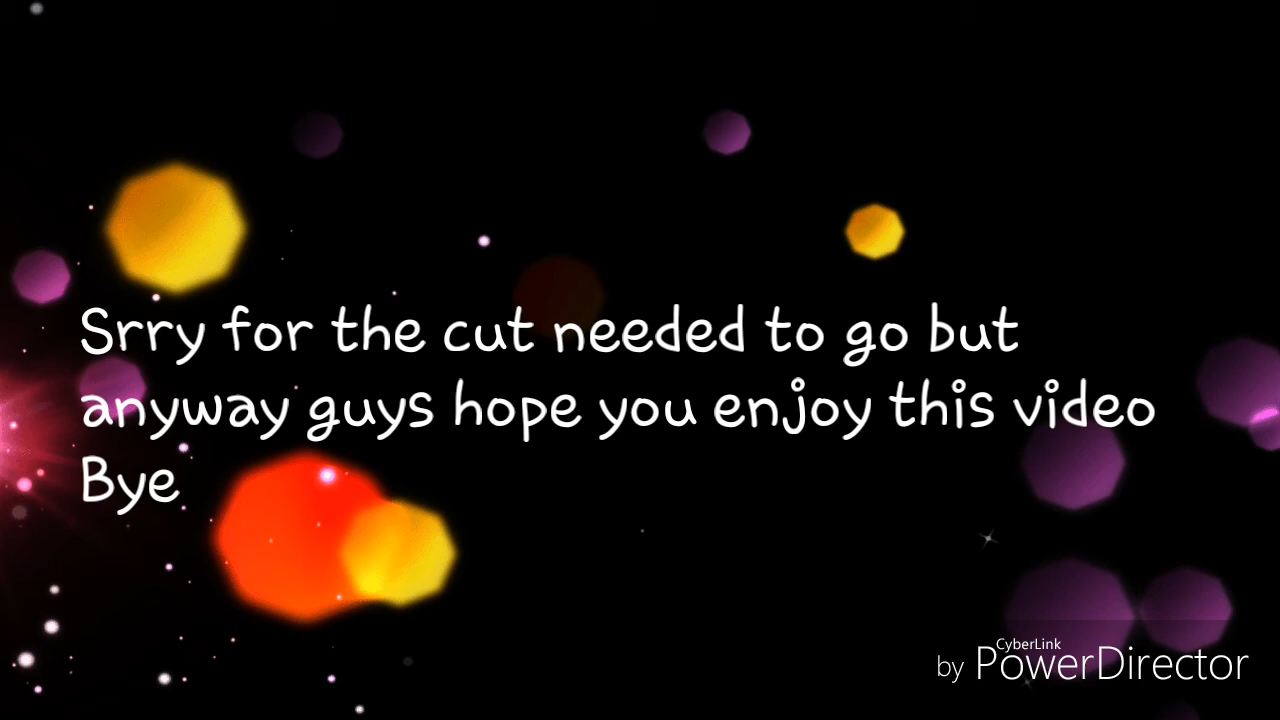 Srry for the cut needed to go but
anyway guys hope you enjoy this video
Bye
CyberLink
by PowerDirector